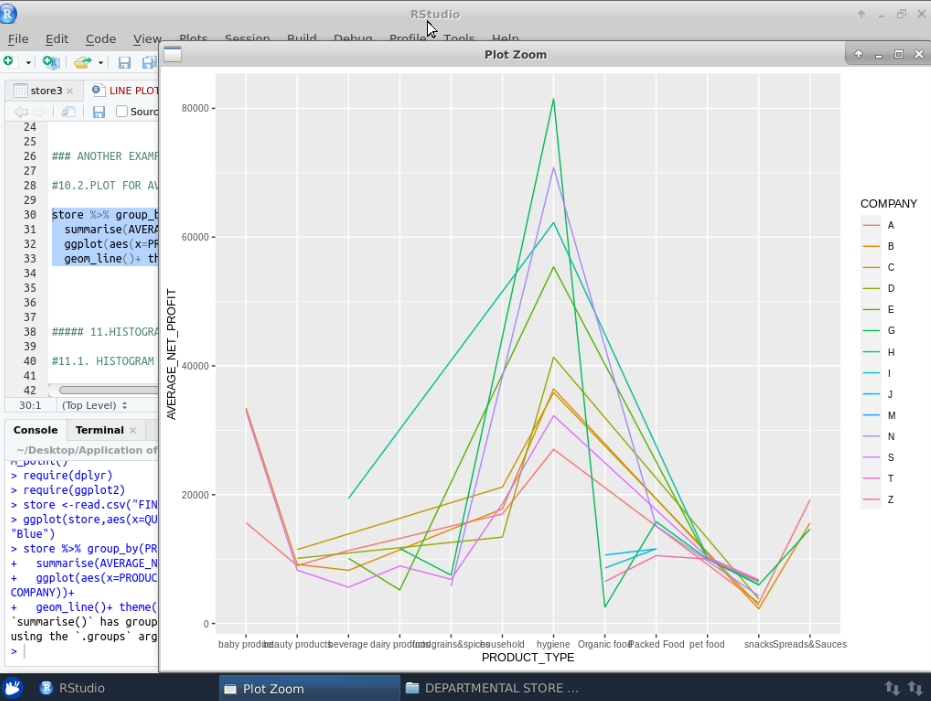 RStudio
File Edit Code View Plots Session Build Debug Profile Tools Help
Plot Zoom
store3
LINE PLOT
24
25
26 ### ANOTHER EXAMP
27
28 #10.2.PLOT FOR AV
29
30 store %>% group_b
31 summarise(AVERA
32 ggplot(aes(x=PR
33 geom_line()+ th
34
35
36
37
38 ##### 11.HISTOGRA
39
40 #11.1. HISTOGRAM
41
42
30:1 (Top Level)
Console Terminal
~/Desktop/Application of
m_point()
> require(dplyr)
> require(ggplot2)
> store <-read.csv("FIN
> ggplot(store,aes(x=QU
"Blue")
> store %>% group_by(PR
+ summarise(AVERAGE_N
+ ggplot(aes(x=PRODUC
COMPANY))+
+ geom_line()+ theme(
`summarise()` has group
using the `.groups` arg
>
80000
60000
40000
20000
0
AVERAGE_NET_PROFIT
baby product beauty products beverage dairy products household hygiene Organic food Packed Food pet food snacks Spreads&Sauces
PRODUCT_TYPE
COMPANY
A
B
C
D
E
G
H
I
J
M
N
S
T
Z
RStudio Plot Zoom DEPARTMENTAL STORE ...